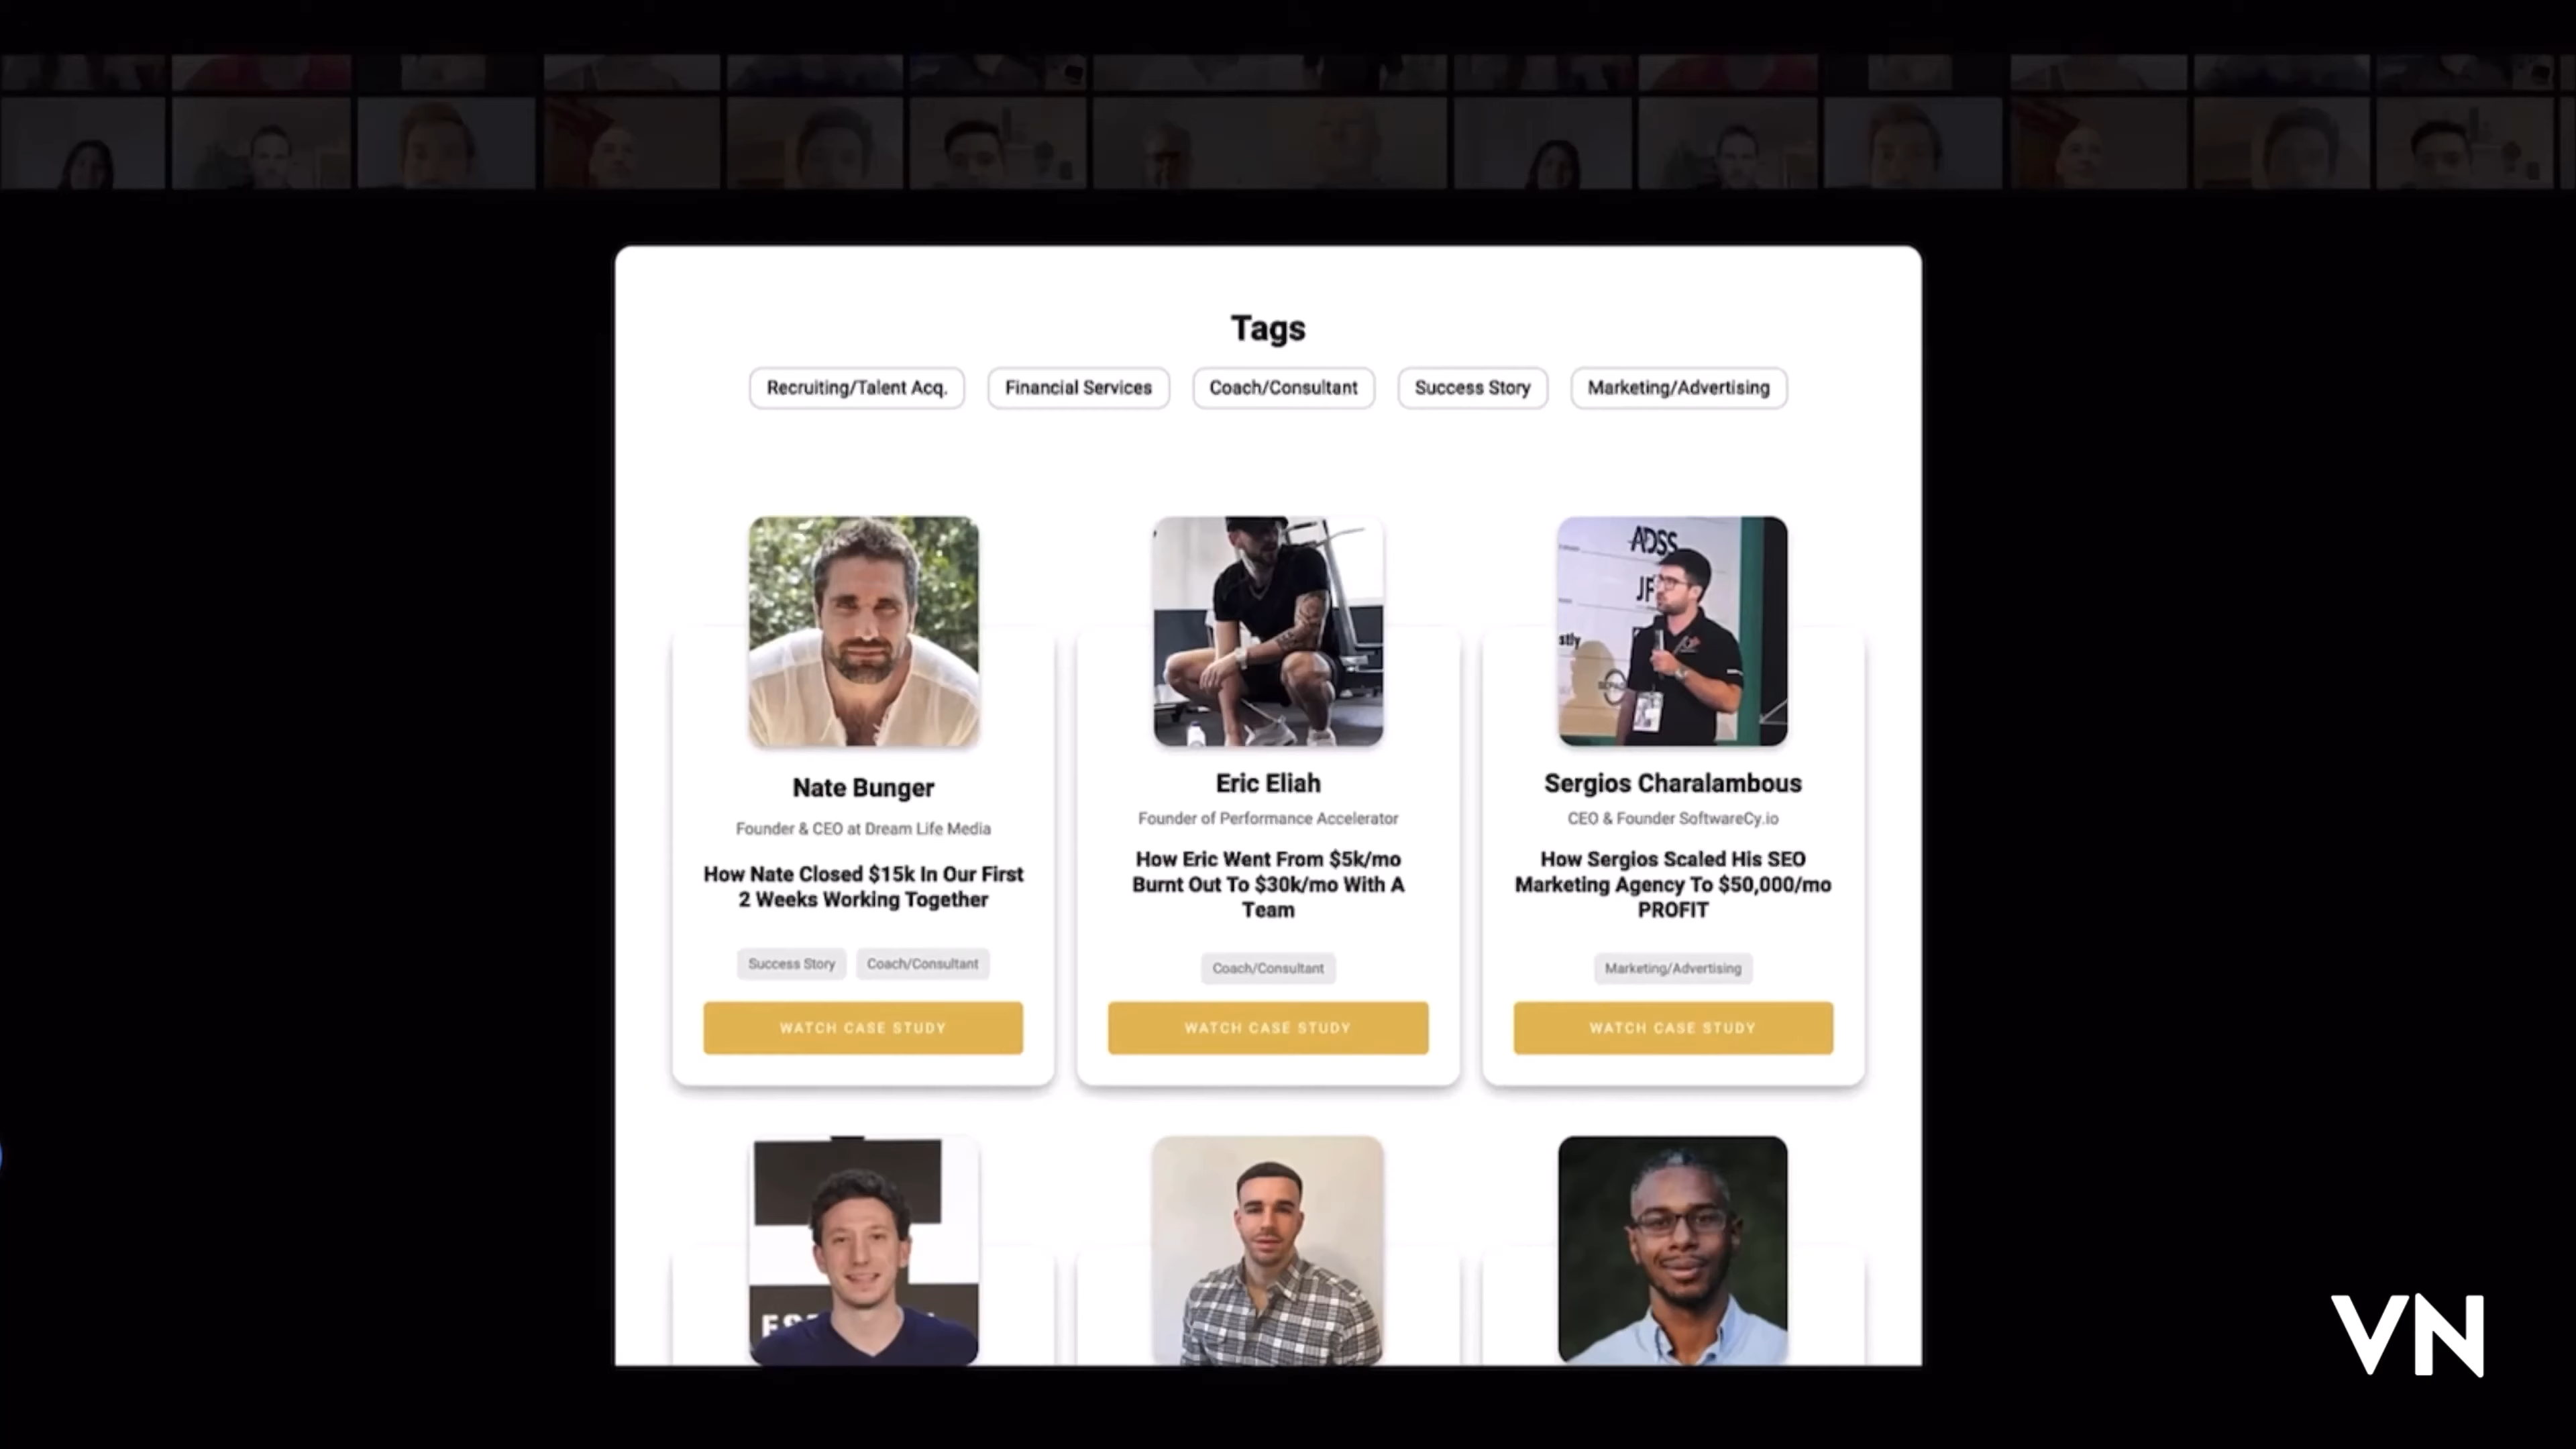 Tags
Recruiting/Talent Acq.
Financial Services
Coach/Consultant
Success Story
Marketing/Advertising
ADSS
JF
stly
Nate Bunger
Founder & CEO at Dream Life Media
How Nate Closed $15k In Our First
2 Weeks Working Together
Success Story
Coach/Consultant
WATCH CASE STUDY
Eric Eliah
Founder of Performance Accelerator
How Eric Went From $5k/mo
Burnt Out To $30k/mo With A
Team
Coach/Consultant
WATCH CASE STUDY
Sergios Charalambous
CEO & Founder SoftwareCy.io
How Sergios Scaled His SEO
Marketing Agency To $50,000/mo
PROFIT
Marketing/Advertising
WATCH CASE STUDY
VN